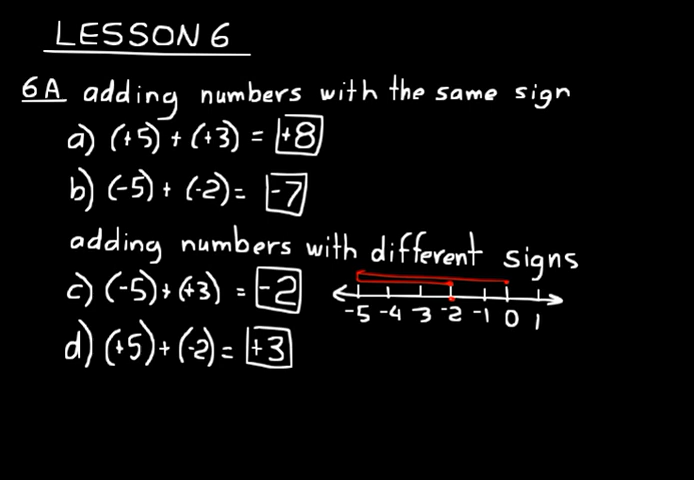 LESSON 6
6A adding numbers with the same sign
a) (+5) + (+3) = +8
b) (-5) + (-2) = -7
adding numbers with different signs
c) (-5) + (+3) = -2
-5 -4 3 -2 -1 0 1
d) (+5) + (-2) = +3